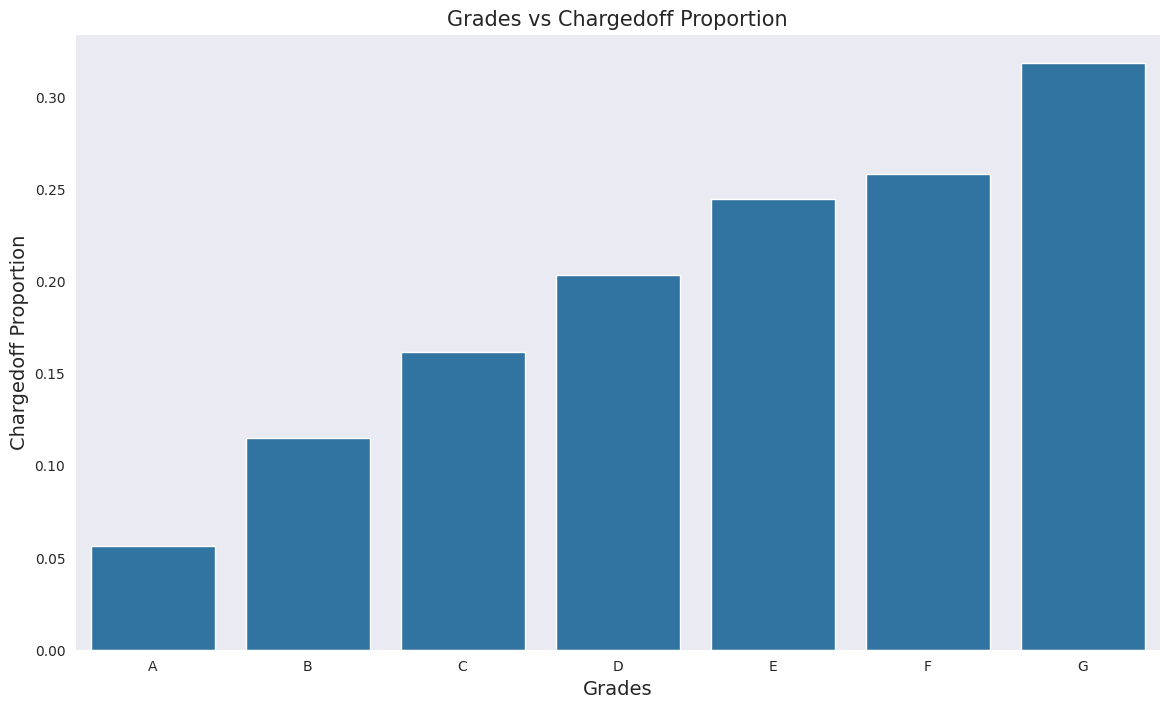 Grades vs Chargedoff Proportion
Chargedoff Proportion
0.30
0.25
0.20
0.15
0.10
0.05
0.00
A B C D E F G
Grades